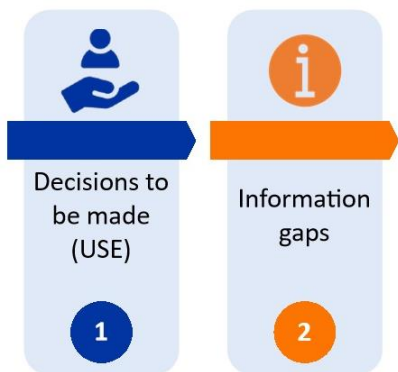 Decisions to
be made
(USE)
1
Information
gaps
2